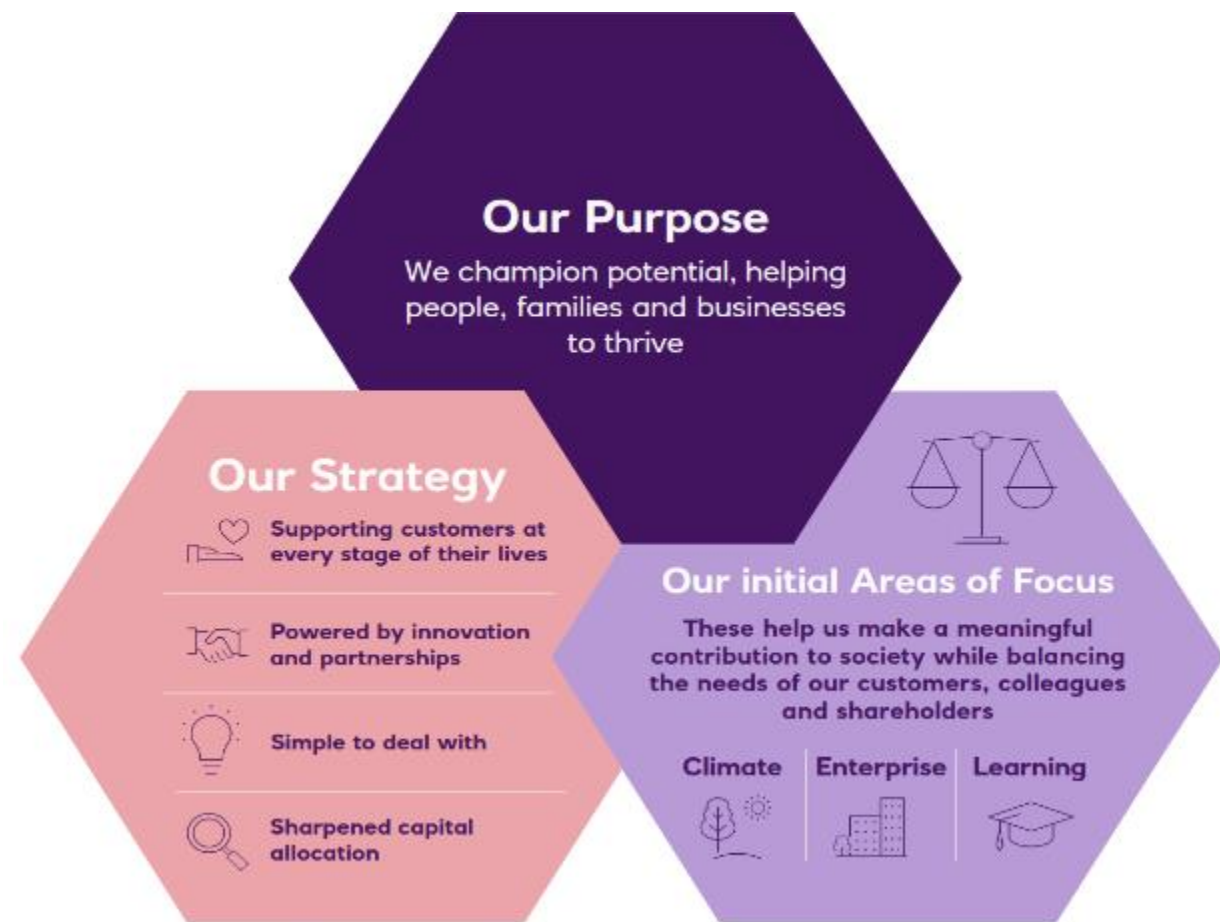 Our Purpose
We champion potential, helping
people, families and businesses
to thrive
Our Strategy
Supporting customers at
every stage of their lives
Powered by innovation
and partnerships
Simple to deal with
Sharpened capital
allocation
Our initial Areas of Focus
These help us make a meaningful
contribution to society while balancing
the needs of our customers, colleagues
and shareholders
Climate
Enterprise
Learning